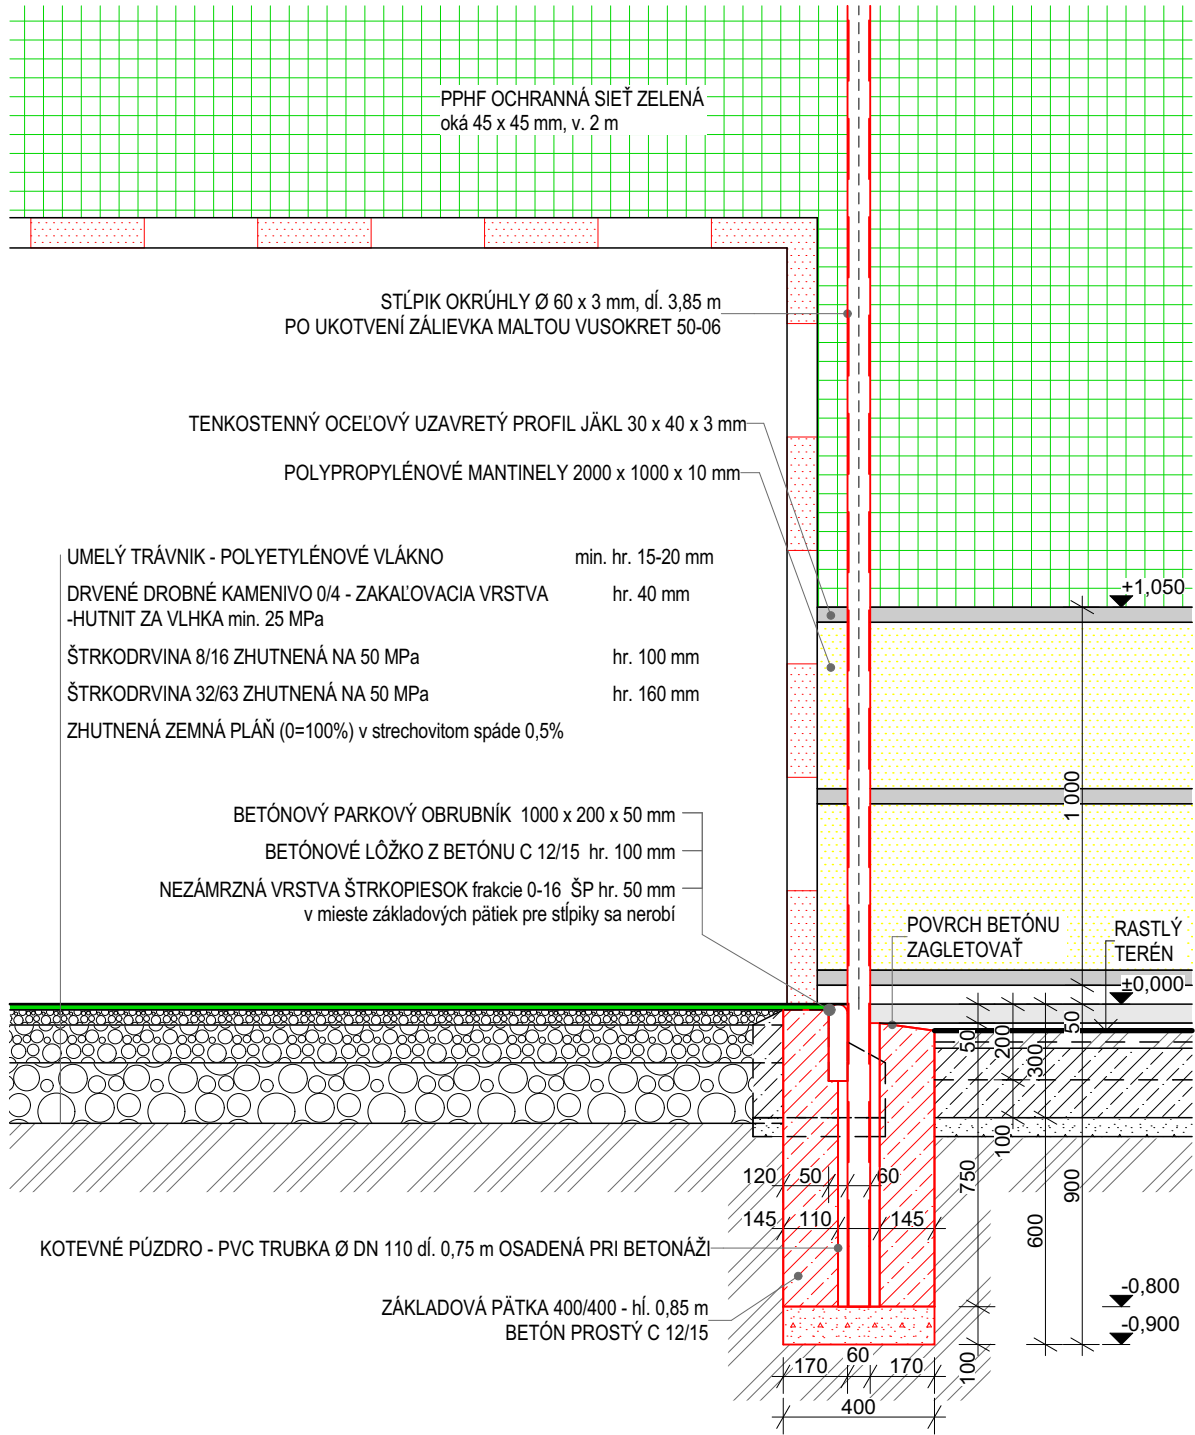 PPHF OCHRANNÁ SIEŤ ZELENÁ
oká 45 x 45 mm, v. 2 m
STĹPIK OKRÚHLY Ø 60 x 3 mm, dĺ. 3,85 m
PO UKOTVENÍ ZÁLIEVKA MALTOU VUSOKRET 50-06
TENKOSTENNÝ OCEĽOVÝ UZAVRETÝ PROFIL JÄKL 30 x 40 x 3 mm
POLYPROPYLÉNOVÉ MANTINELY 2000 x 1000 x 10 mm
UMELÝ TRÁVNIK - POLYETYLÉNOVÉ VLÁKNO min. hr. 15-20 mm
DRVENÉ DROBNÉ KAMENIVO 0/4 - ZAKAĽOVACIA VRSTVA hr. 40 mm
-HUTNIT ZA VLHKA min. 25 MPa
ŠTRKODRVINA 8/16 ZHUTNENÁ NA 50 MPa hr. 100 mm
ŠTRKODRVINA 32/63 ZHUTNENÁ NA 50 MPa hr. 160 mm
ZHUTNENÁ ZEMNÁ PLÁŇ (0=100%) v strechovitom spáde 0,5%
+1,050
1 000
BETÓNOVÝ PARKOVÝ OBRUBNÍK 1000 x 200 x 50 mm
BETÓNOVÉ LÔŽKO Z BETÓNU C 12/15 hr. 100 mm
NEZÁMRZNÁ VRSTVA ŠTRKOPIESOK frakcie 0-16 ŠP hr. 50 mm
v mieste základových pätiek pre stĺpiky sa nerobí
POVRCH BETÓNU
ZAGLETOVAŤ
RASTLÝ
TERÉN
±0,000
50
200
300
50
100
120 50 60
750
900
145 110 145
600
KOTEVNÉ PÚZDRO - PVC TRUBKA Ø DN 110 dĺ. 0,75 m OSADENÁ PRI BETONÁŽI
ZÁKLADOVÁ PÄTKA 400/400 - hĺ. 0,85 m
BETÓN PROSTÝ C 12/15
-0,800
-0,900
170 60 170
100
400